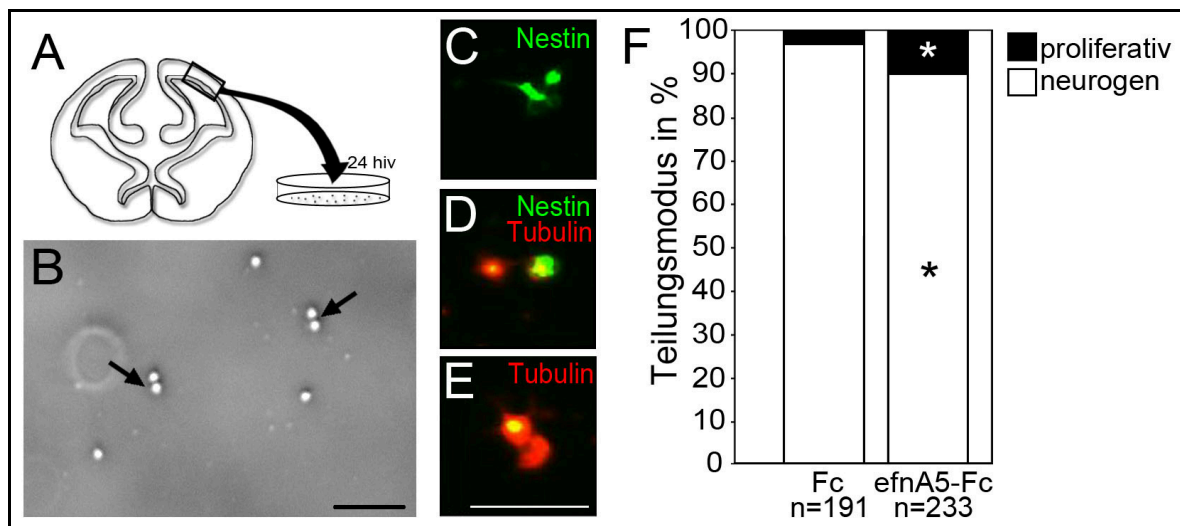 A
24 hiv
B
C
Nestin
D
Nestin
Tubulin
E
Tubulin
F
proliferativ
neurogen
Teilungsmodus in %
100
90
80
70
60
50
40
30
20
10
0
*
*
Fc
n=191
efnA5-Fc
n=233